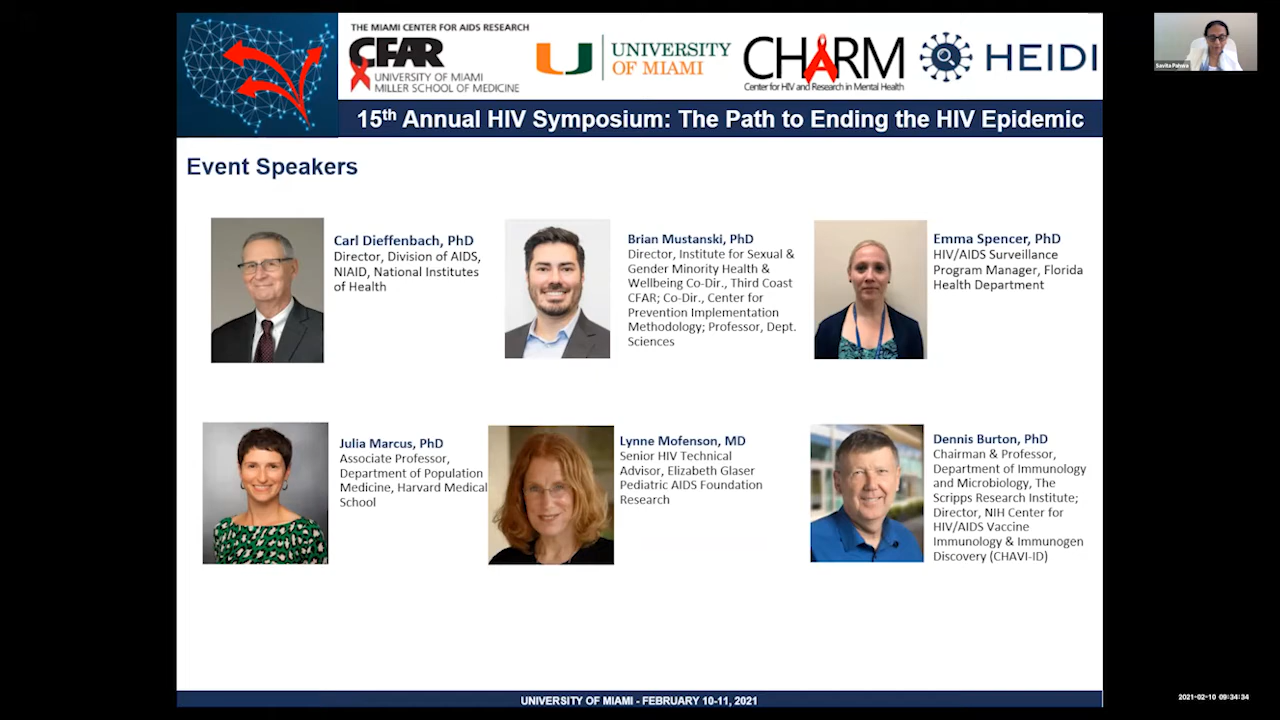 THE MIAMI CENTER FOR AIDS RESEARCH
CFAR
UNIVERSITY OF MIAMI
MILLER SCHOOL OF MEDICINE
UNIVERSITY
OF MIAMI
CHARM
Center for HIV and Research in Mental Health
HEIDI
15th Annual HIV Symposium: The Path to Ending the HIV Epidemic
Event Speakers
Carl Dieffenbach, PhD
Director, Division of AIDS,
NIAID, National Institutes
of Health
Brian Mustanski, PhD
Director, Institute for Sexual &
Gender Minority Health &
Wellbeing Co-Dir., Third Coast
CFAR; Co-Dir., Center for
Prevention Implementation
Methodology; Professor, Dept.
Sciences
Emma Spencer, PhD
HIV/AIDS Surveillance
Program Manager, Florida
Health Department
Julia Marcus, PhD
Associate Professor,
Department of Population
Medicine, Harvard Medical
School
Lynne Mofenson, MD
Senior HIV Technical
Advisor, Elizabeth Glaser
Pediatric AIDS Foundation
Research
Dennis Burton, PhD
Chairman & Professor,
Department of Immunology
and Microbiology, The
Scripps Research Institute;
Director, NIH Center for
HIV/AIDS Vaccine
Immunology & Immunogen
Discovery (CHAVI-ID)
UNIVERSITY OF MIAMI - FEBRUARY 10-11, 2021
Savita Pahwa
2021-02-10 09:34:34